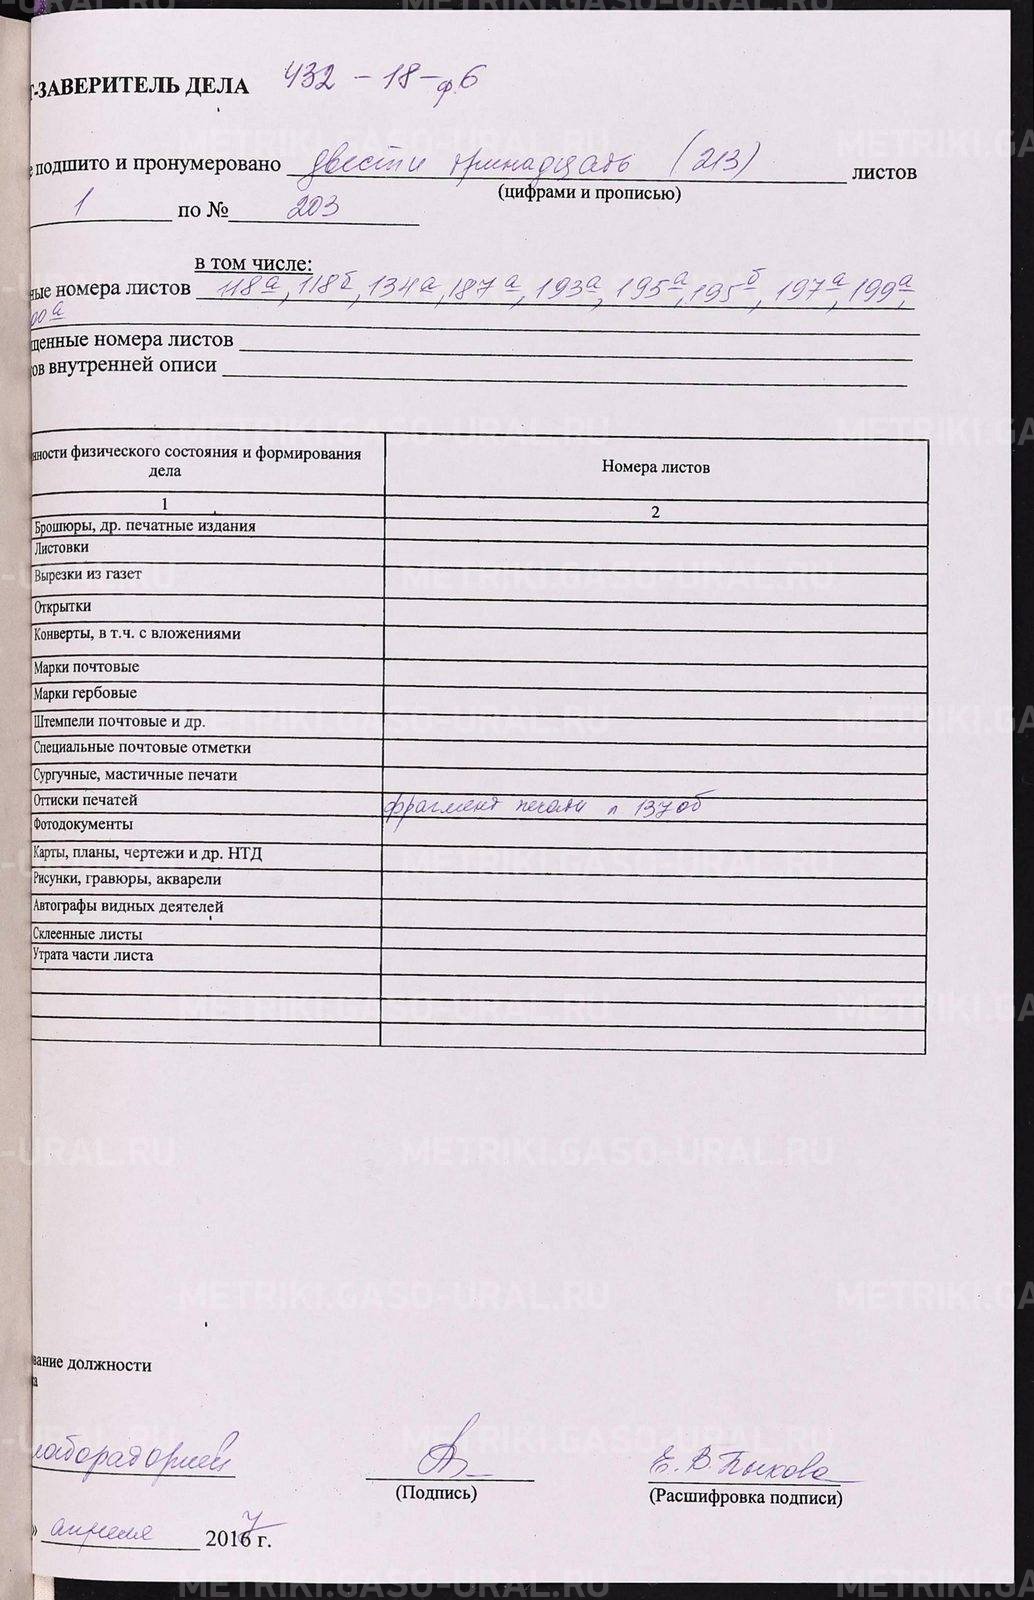 Т-ЗАВЕРИТЕЛЬ ДЕЛА 432 - 18 - ф.6
е подшито и пронумеровано двести тринадцать (213) листов
(цифрами и прописью)
1 по № 203
в том числе:
ные номера листов 118а, 118б, 134а, 187а, 193а, 195а, 195б, 197а, 199а,
00а
щенные номера листов
ов внутренней описи
нности физического состояния и формирования дела Номера листов
1 2
Брошюры, др. печатные издания
Листовки
Вырезки из газет
Открытки
Конверты, в т.ч. с вложениями
Марки почтовые
Марки гербовые
Штемпели почтовые и др.
Специальные почтовые отметки
Сургучные, мастичные печати
Оттиски печатей фрагмент печати л 137об
Фотодокументы
Карты, планы, чертежи и др. НТД
Рисунки, гравюры, акварели
Автографы видных деятелей
Склеенные листы
Утрата части листа
вание должности
а
лабораторией
Е. В. Быкова
(Подпись) (Расшифровка подписи)
» апреля 2017 г.
METRIKI.GASO-URAL.RU